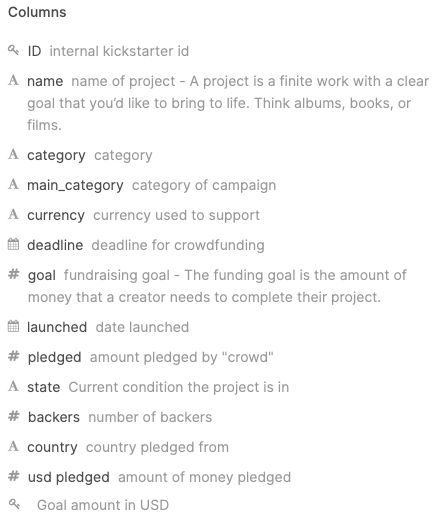 Columns
ID internal kickstarter id
A name name of project - A project is a finite work with a clear
goal that you'd like to bring to life. Think albums, books, or
films.
A category category
A main_category category of campaign
A currency currency used to support
deadline deadline for crowdfunding
# goal fundraising goal - The funding goal is the amount of
money that a creator needs to complete their project.
launched date launched
# pledged amount pledged by "crowd"
A state Current condition the project is in
# backers number of backers
A country country pledged from
# usd pledged amount of money pledged
Goal amount in USD